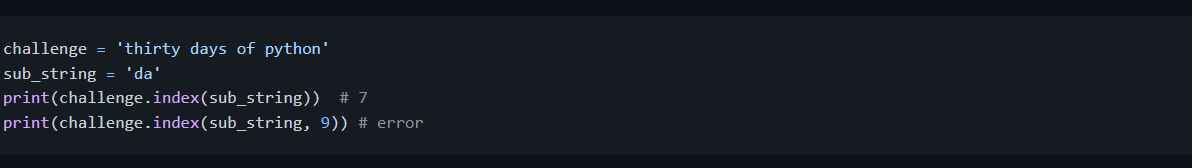 challenge = 'thirty days of python'
sub_string = 'da'
print(challenge.index(sub_string))  # 7
print(challenge.index(sub_string, 9)) # error